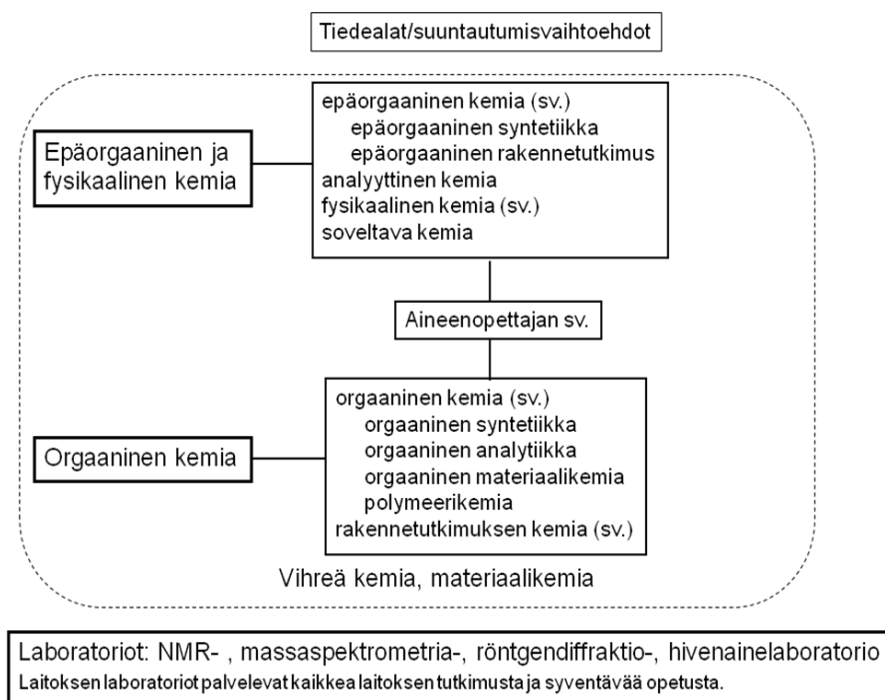 Tiedealat/suuntautumisvaihtoehdot
Epäorgaaninen ja
fysikaalinen kemia
epäorgaaninen kemia (sv.)
epäorgaaninen syntetiikka
epäorgaaninen rakennetutkimus
analyyttinen kemia
fysikaalinen kemia (sv.)
soveltava kemia
Aineenopettajan sv.
Orgaaninen kemia
orgaaninen kemia (sv.)
orgaaninen syntetiikka
orgaaninen analytiikka
orgaaninen materiaalikemia
polymeerikemia
rakennetutkimuksen kemia (sv.)
Vihreä kemia, materiaalikemia
Laboratoriot: NMR- , massaspektrometria-, röntgendiffraktio-, hivenainelaboratorio
Laitoksen laboratoriot palvelevat kaikkea laitoksen tutkimusta ja syventävää opetusta.